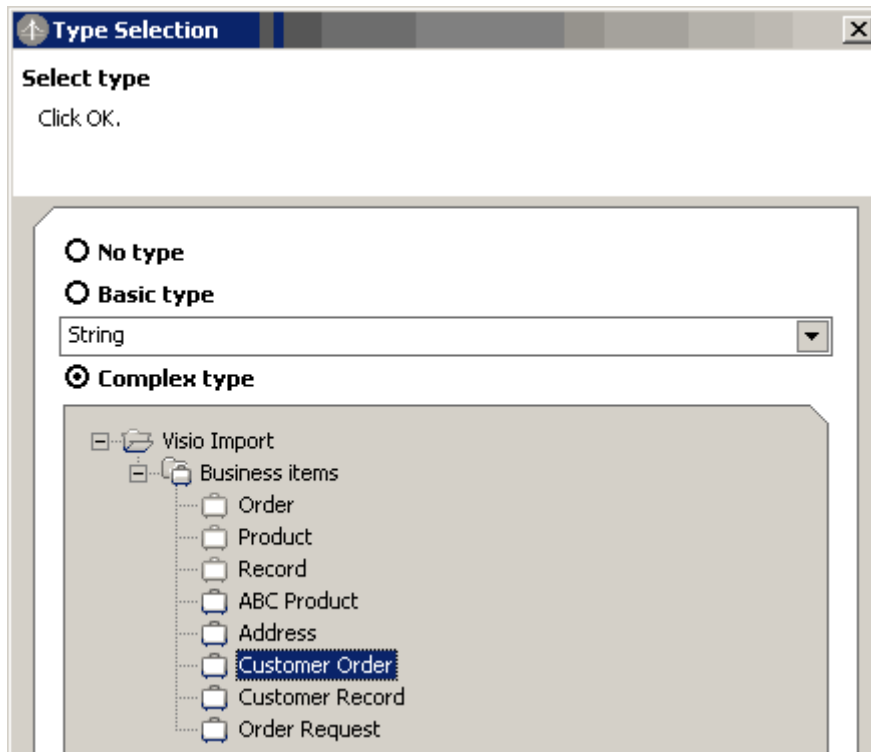 Type Selection
Select type
Click OK.
No type
Basic type
String
Complex type
Visio Import
Business items
Order
Product
Record
ABC Product
Address
Customer Order
Customer Record
Order Request